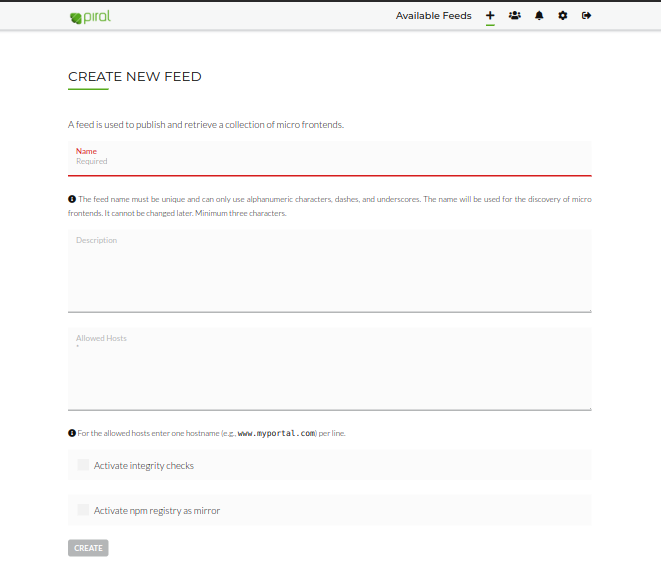 piral
Available Feeds
CREATE NEW FEED
A feed is used to publish and retrieve a collection of micro frontends.
Name
Required
The feed name must be unique and can only use alphanumeric characters, dashes, and underscores. The name will be used for the discovery of micro
frontends. It cannot be changed later. Minimum three characters.
Description
Allowed Hosts
*
For the allowed hosts enter one hostname (e.g., www.myportal.com) per line.
Activate integrity checks
Activate npm registry as mirror
CREATE